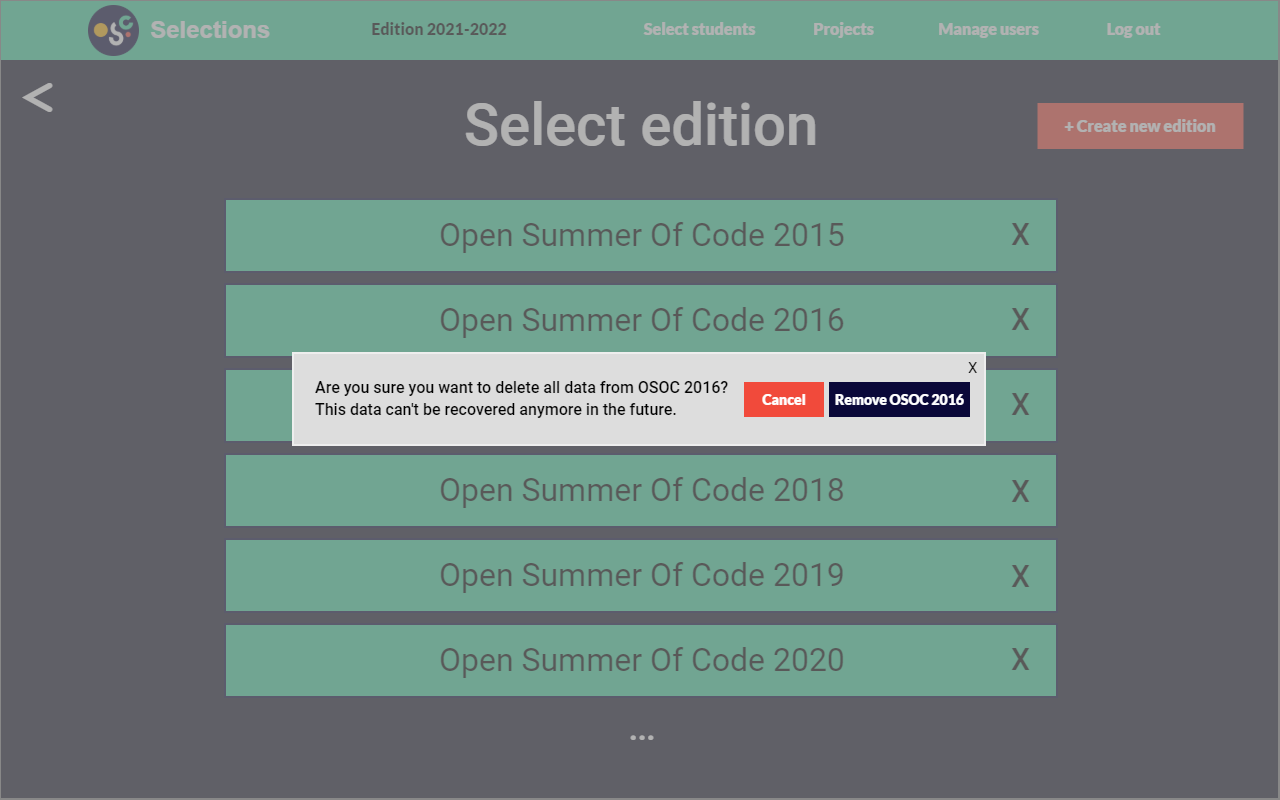 OSC Selections
Edition 2021-2022
Select students
Projects
Manage users
Log out
<
Select edition
+ Create new edition
Open Summer Of Code 2015 X
Open Summer Of Code 2016 X
X
Are you sure you want to delete all data from OSOC 2016?
This data can't be recovered anymore in the future.
Cancel
Remove OSOC 2016
X
Open Summer Of Code 2018 X
Open Summer Of Code 2019 X
Open Summer Of Code 2020 X
...